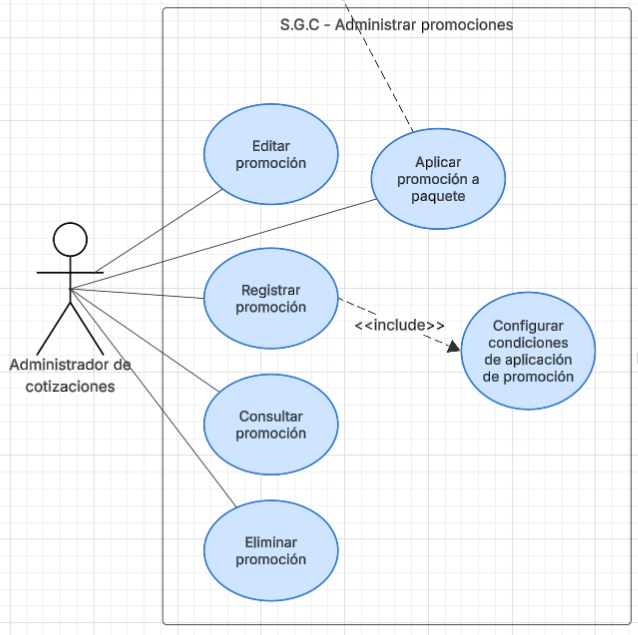 S.G.C - Administrar promociones
Editar
promoción
Aplicar
promoción a
paquete
Registrar
promoción
<<include>>
Configurar
condiciones
de aplicación
de promoción
Administrador de
cotizaciones
Consultar
promoción
Eliminar
promoción